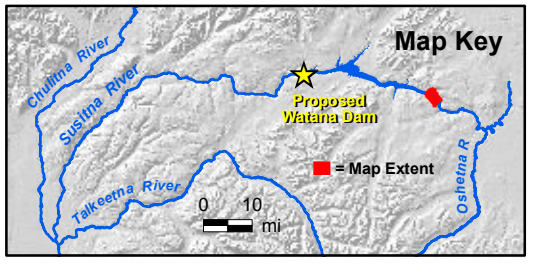 Map Key
Chulitna River
Susitna River
Proposed
Watana Dam
= Map Extent
Talkeetna River
Oshetna R
0 10
mi